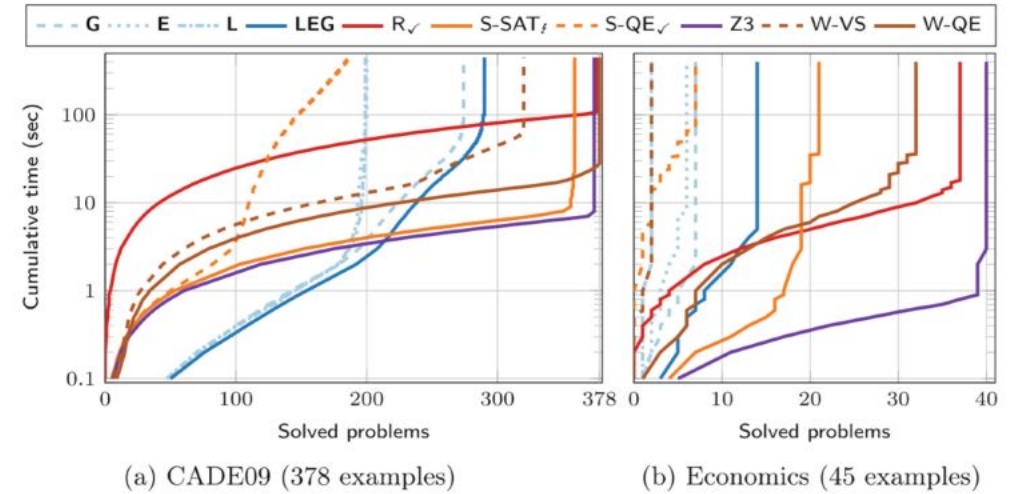 G E L LEG R✓ S-SAT⚡ S-QE✓ Z3 W-VS W-QE
Cumulative time (sec)
100
10
1
0.1
0 100 200 300 378
0 10 20 30 40
Solved problems Solved problems
(a) CADE09 (378 examples) (b) Economics (45 examples)